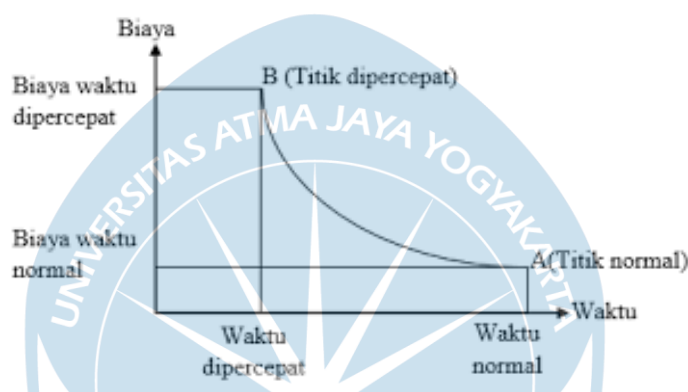 Biaya
B (Titik dipercepat)
Biaya waktu
dipercepat
UNIVERSITAS ATMA JAYA YOGYAKARTA
Biaya waktu
normal
A(Titik normal)
Waktu
Waktu
dipercepat
Waktu
normal